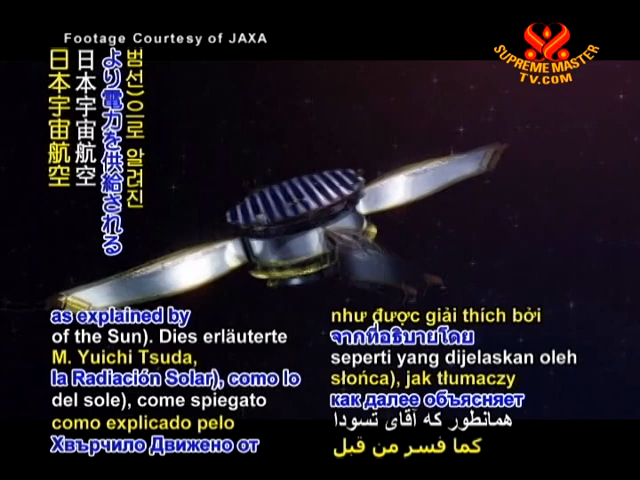 Footage Courtesy of JAXA
SUPREME MASTER
TV.COM
범선)으로 알려진
より電力を供給される
日本宇宙航空
日本宇宙航空
as explained by
of the Sun). Dies erläuterte
M. Yuichi Tsuda,
la Radiación Solar), como lo
del sole), come spiegato
como explicado pelo
Хвърчило Движено от
như được giải thích bởi
จากที่อธิบายโดย
seperti yang dijelaskan oleh
słońca), jak tłumaczy
как далее объясняет
همانطور که آقای تسودا
كما فسر من قبل